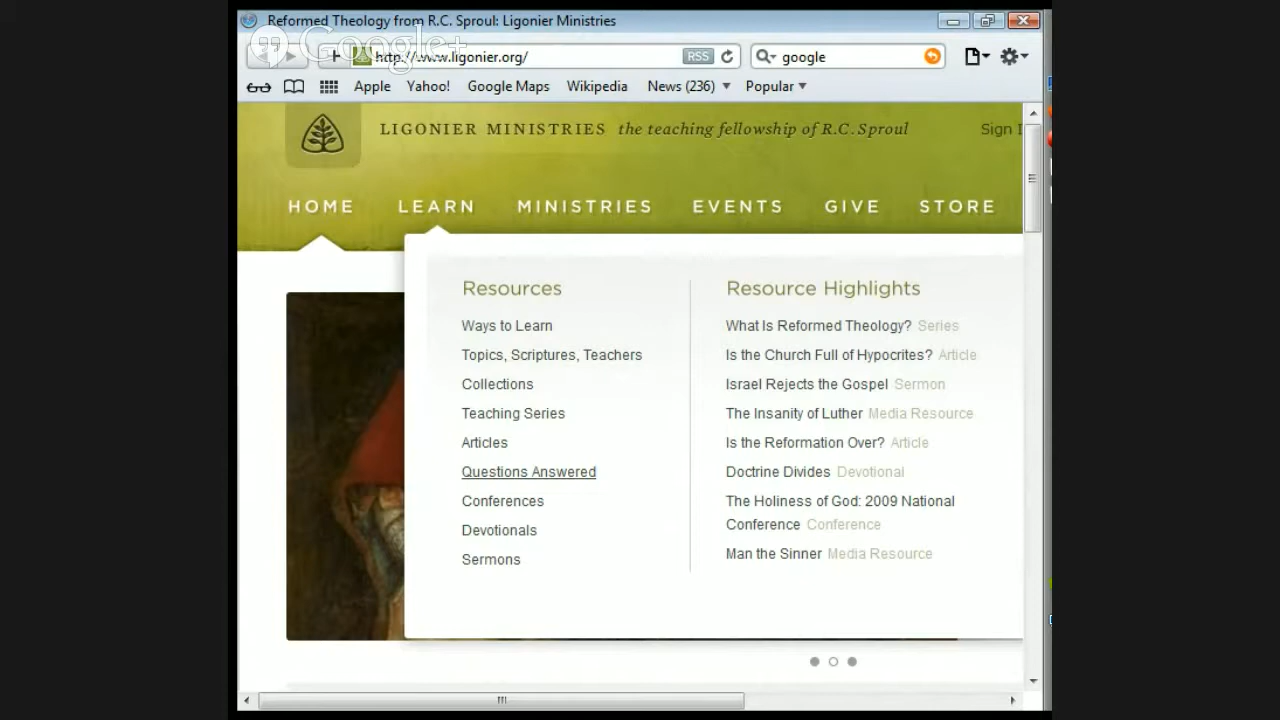 Reformed Theology from R.C. Sproul: Ligonier Ministries
Google+
http://www.ligonier.org/
RSS
google
Apple
Yahoo!
Google Maps
Wikipedia
News (236)
Popular
LIGONIER MINISTRIES the teaching fellowship of R.C. Sproul
Sign I
HOME
LEARN
MINISTRIES
EVENTS
GIVE
STORE
Resources
Ways to Learn
Topics, Scriptures, Teachers
Collections
Teaching Series
Articles
Questions Answered
Conferences
Devotionals
Sermons
Resource Highlights
What Is Reformed Theology? Series
Is the Church Full of Hypocrites? Article
Israel Rejects the Gospel Sermon
The Insanity of Luther Media Resource
Is the Reformation Over? Article
Doctrine Divides Devotional
The Holiness of God: 2009 National
Conference Conference
Man the Sinner Media Resource